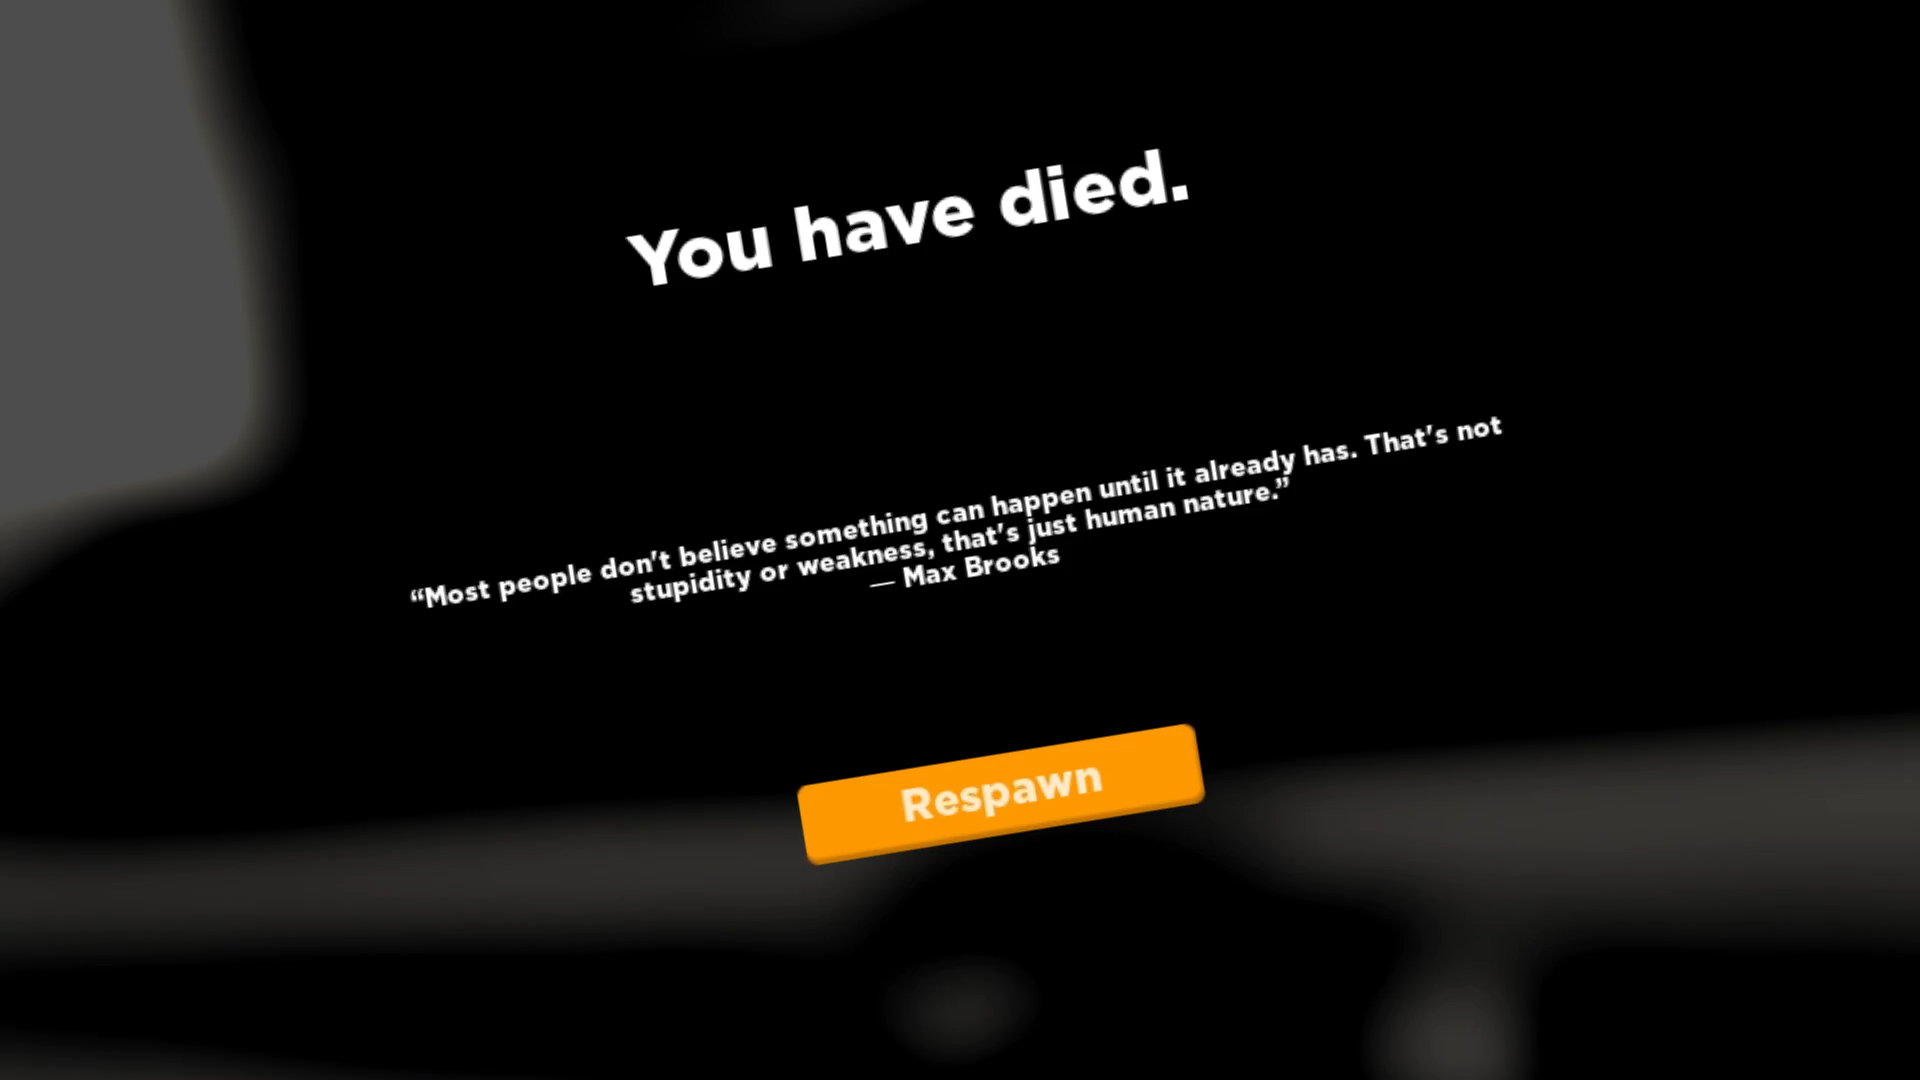 You have died.
“Most people don't believe something can happen until it already has. That's not
stupidity or weakness, that's just human nature.”
— Max Brooks
Respawn